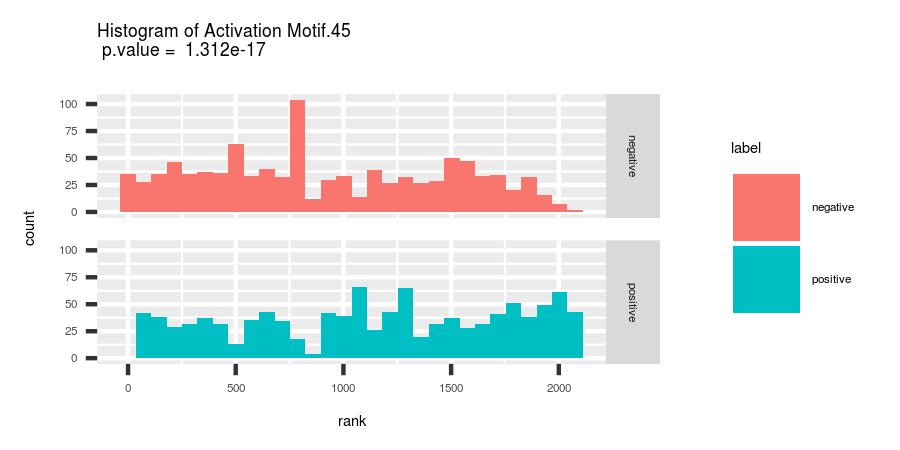 Histogram of Activation Motif.45
p.value = 1.312e-17
count
100
75
50
25
0
negative
100
75
50
25
0
positive
0 500 1000 1500 2000
rank
label
negative
positive